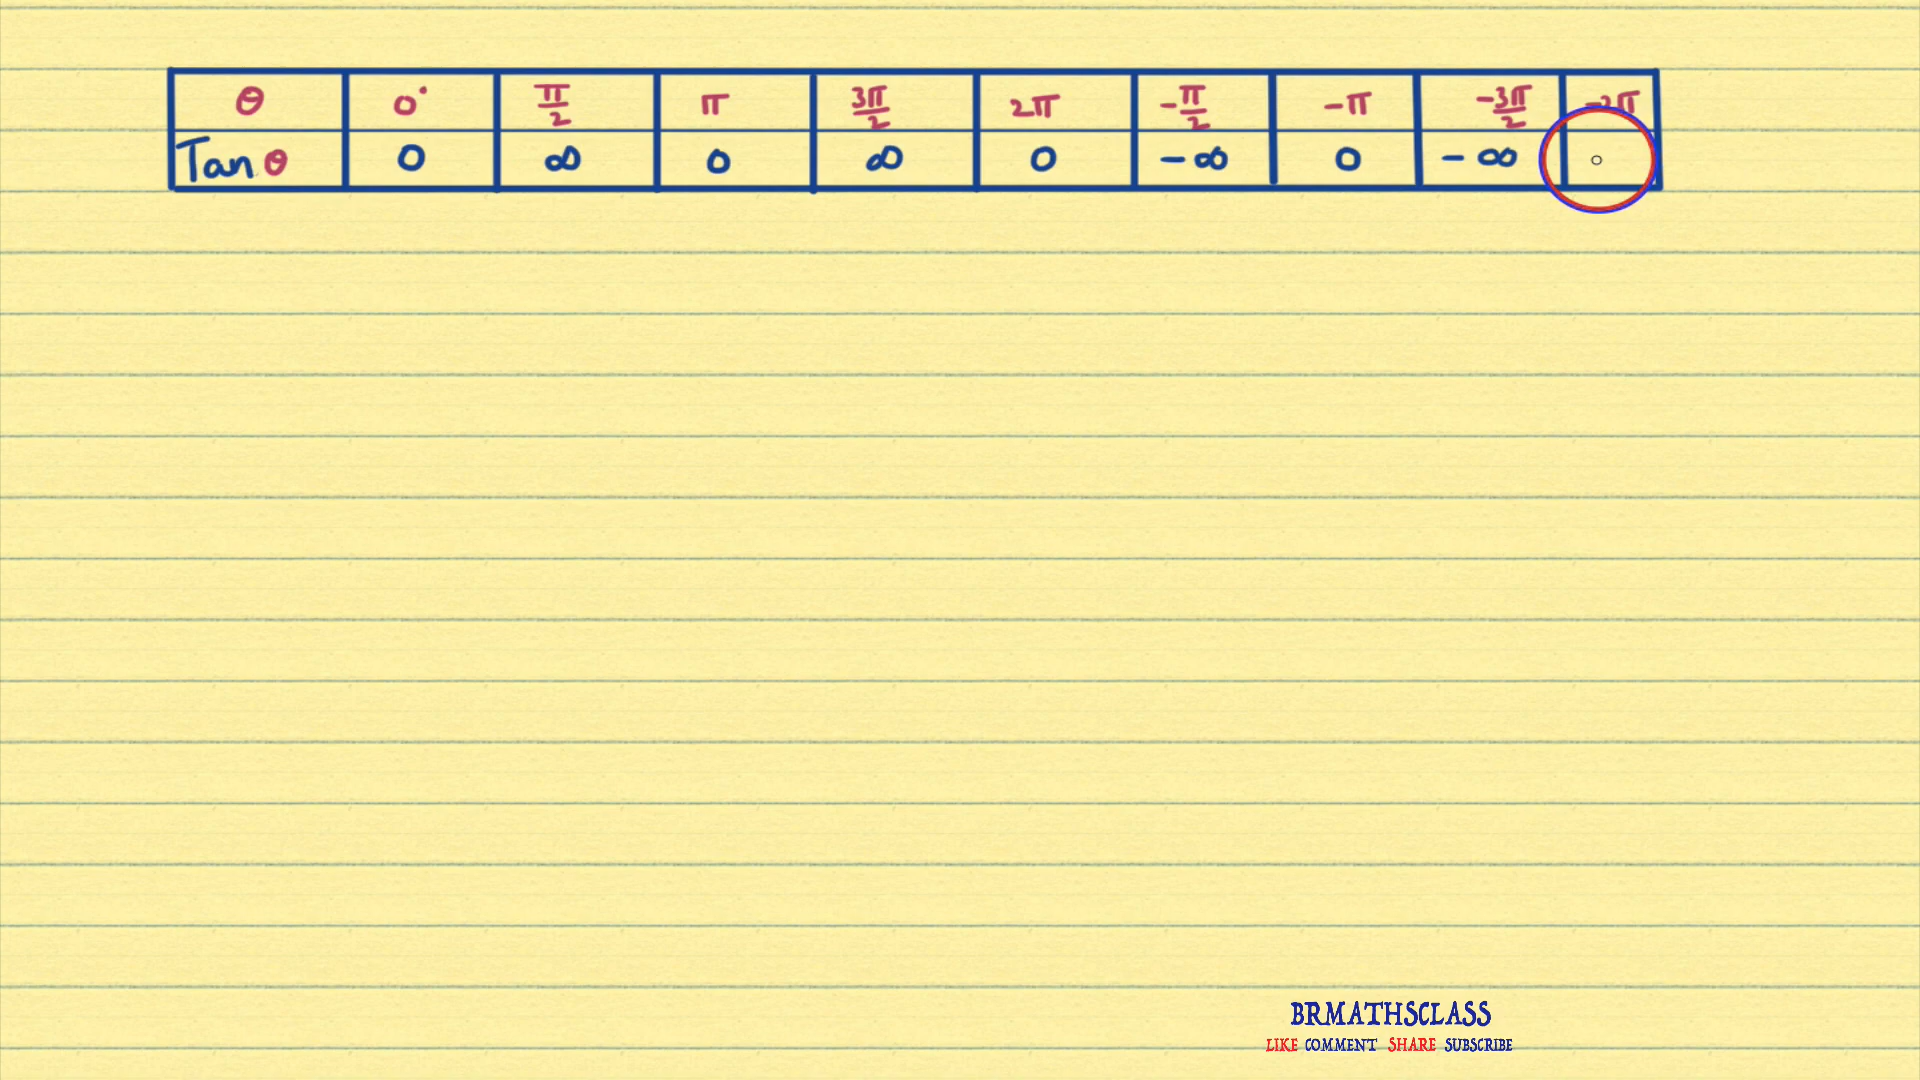 θ 0° π/2 π 3π/2 2π -π/2 -π -3π/2 -2π
Tan θ 0 ∞ 0 ∞ 0 -∞ 0 -∞
BRMATHSCLASS
LIKE COMMENT SHARE SUBSCRIBE